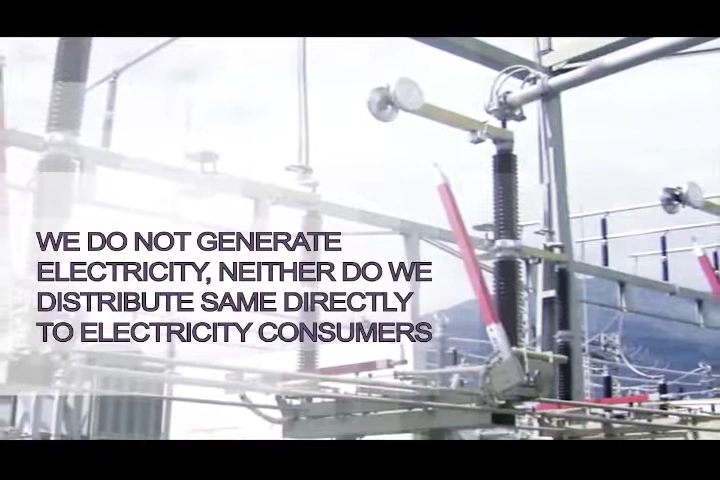 WE DO NOT GENERATE
ELECTRICITY, NEITHER DO WE
DISTRIBUTE SAME DIRECTLY
TO ELECTRICITY CONSUMERS